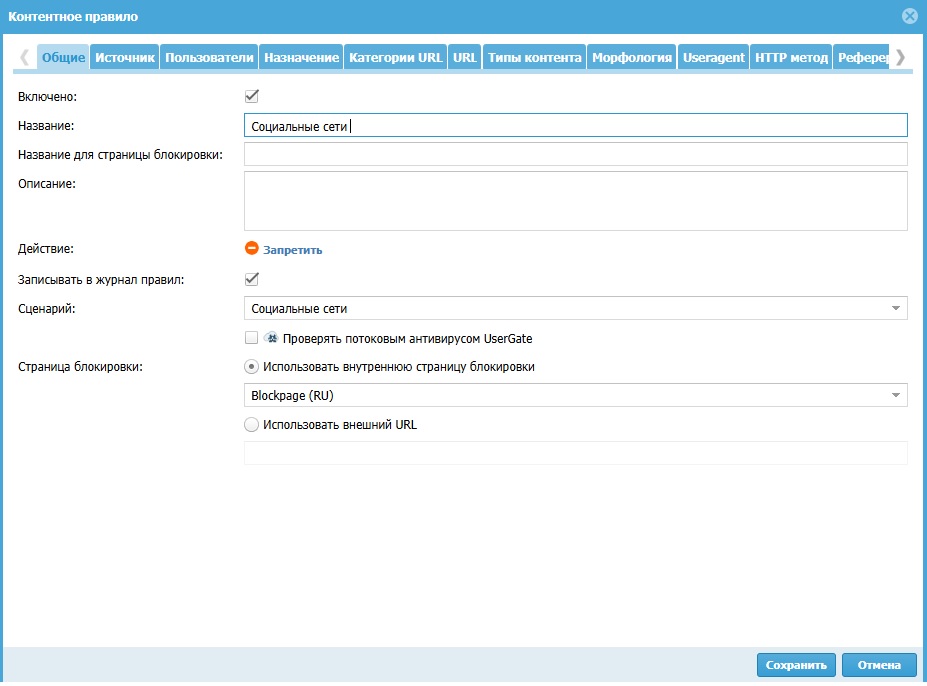 Контентное правило
Общие Источник Пользователи Назначение Категории URL URL Типы контента Морфология Useragent HTTP метод Реферер
Включено:
Название: Социальные сети
Название для страницы блокировки:
Описание:
Действие: Запретить
Записывать в журнал правил:
Сценарий: Социальные сети
Проверять потоковым антивирусом UserGate
Страница блокировки: Использовать внутреннюю страницу блокировки
Blockpage (RU)
Использовать внешний URL
Сохранить Отмена